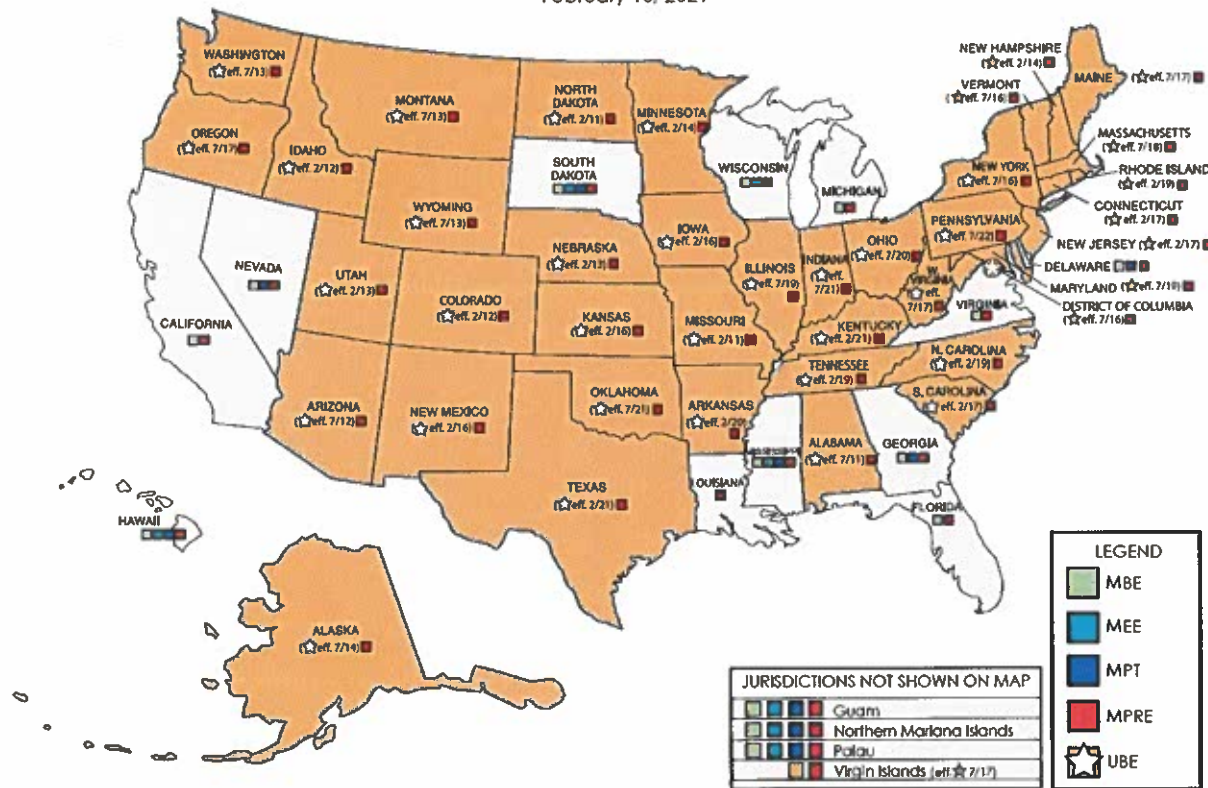 February
WASHINGTON
(☆eff. 7/13)
OREGON
(☆eff. 7/17)
IDAHO
(☆eff. 2/12)
MONTANA
(☆eff. 7/13)
NORTH
DAKOTA
(☆eff. 2/11)
MINNESOTA
(☆eff. 2/14)
SOUTH
DAKOTA
WISCONSIN
MICHIGAN
WYOMING
(☆eff. 7/13)
NEBRASKA
(☆eff. 2/13)
IOWA
(☆eff. 2/16)
NEVADA
UTAH
(☆eff. 2/13)
COLORADO
(☆eff. 2/12)
KANSAS
(☆eff. 2/16)
CALIFORNIA
ILLINOIS
(☆eff. 7/19)
INDIANA
(☆eff.
7/21)
OHIO
(☆eff. 7/20)
PENNSYLVANIA
(☆eff. 7/22)
NEW YORK
(☆eff. 7/16)
W.
VIRGINIA
(☆eff.
7/17)
VIRGINIA
MISSOURI
(☆eff. 2/11)
KENTUCKY
(☆eff. 2/21)
TENNESSEE
(☆eff. 2/19)
N. CAROLINA
(☆eff. 2/19)
S. CAROLINA
(☆eff. 2/17)
ARIZONA
(☆eff. 7/12)
NEW MEXICO
(☆eff. 2/16)
OKLAHOMA
(☆eff. 7/21)
ARKANSAS
(☆eff. 2/20)
TEXAS
(☆eff. 2/21)
LOUISIANA
ALABAMA
(☆eff. 7/11)
GEORGIA
FLORIDA
HAWAII
ALASKA
(☆eff. 7/14)
NEW HAMPSHIRE
(☆eff. 2/14)
VERMONT
(☆eff. 7/16)
MAINE (☆eff. 7/17)
MASSACHUSETTS
(☆eff. 7/18)
RHODE ISLAND
(☆eff. 2/19)
CONNECTICUT
(☆eff. 2/17)
NEW JERSEY (☆eff. 2/17)
DELAWARE
MARYLAND (☆eff. 7/19)
DISTRICT OF COLUMBIA
(☆eff. 7/16)
JURISDICTIONS NOT SHOWN ON MAP
Guam
Northern Mariana Islands
Palau
Virgin Islands (eff.☆ 7/17)
LEGEND
MBE
MEE
MPT
MPRE
UBE